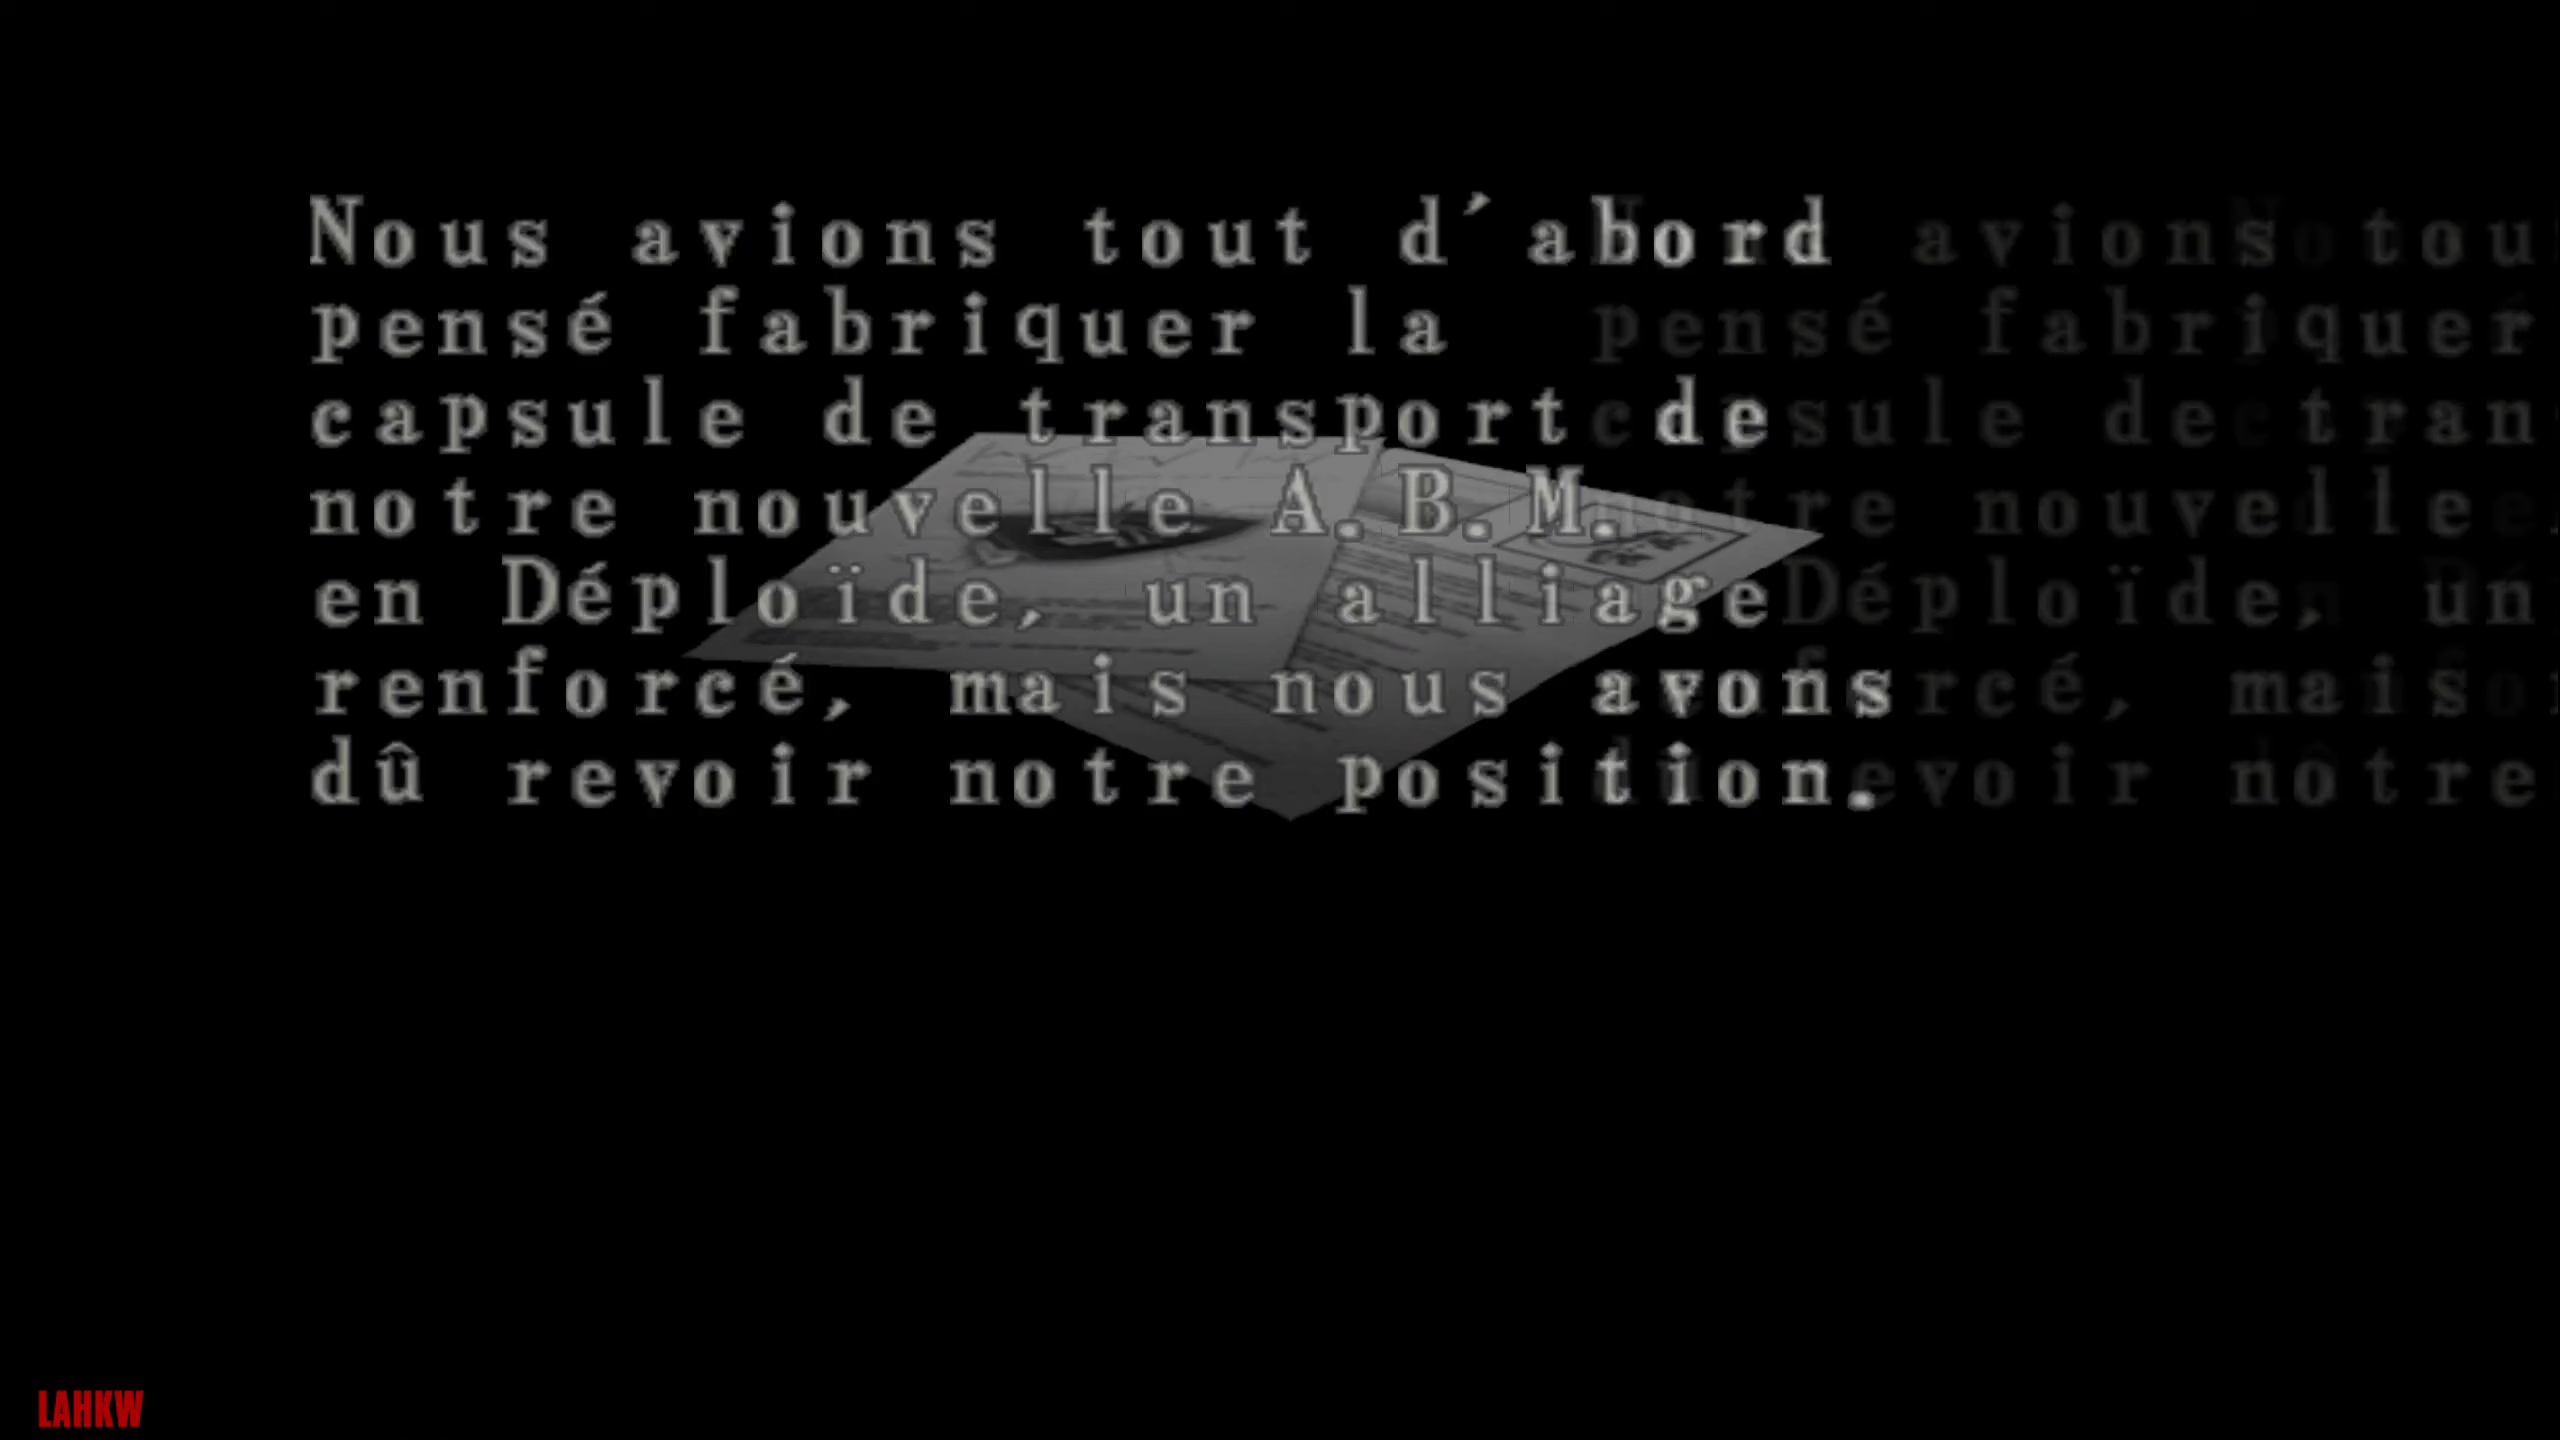 Nous avions tout d´abord
pensé fabriquer la
capsule de transport de
notre nouvelle A.B.M.
en Déploïde, un alliage
renforcé, mais nous avons
dû revoir notre position.
LAHKW